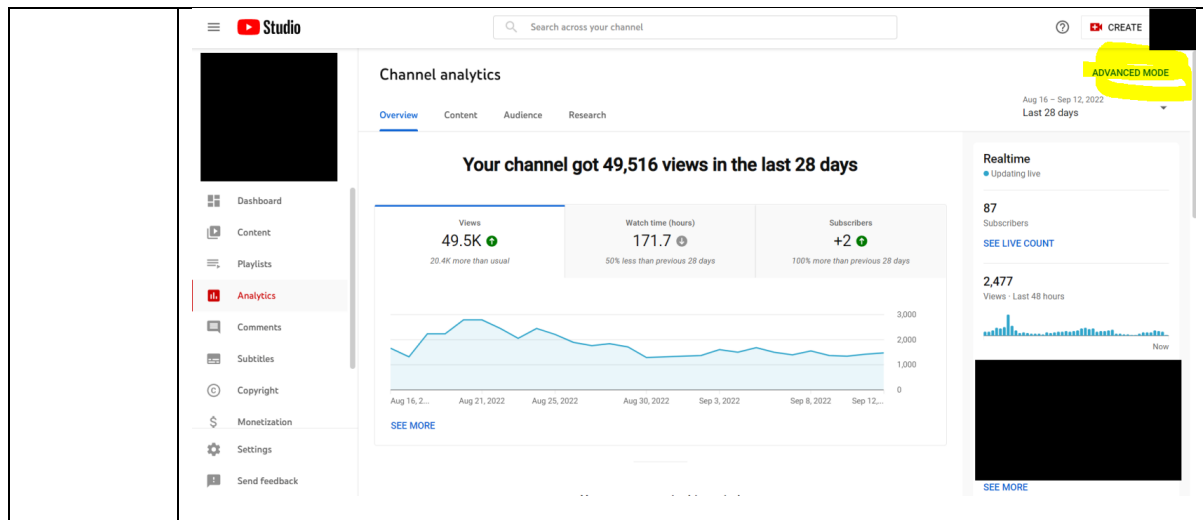 Studio
Search across your channel
CREATE
Channel analytics
ADVANCED MODE
Aug 16 – Sep 12, 2022
Last 28 days
Overview Content Audience Research
Your channel got 49,516 views in the last 28 days
Views
49.5K
20.4K more than usual
Watch time (hours)
171.7
50% less than previous 28 days
Subscribers
+2
100% more than previous 28 days
3,000
2,000
1,000
0
Aug 16, 2... Aug 21, 2022 Aug 25, 2022 Aug 30, 2022 Sep 3, 2022 Sep 8, 2022 Sep 12,...
SEE MORE
Dashboard
Content
Playlists
Analytics
Comments
Subtitles
Copyright
Monetization
Settings
Send feedback
Realtime
Updating live
87
Subscribers
SEE LIVE COUNT
2,477
Views · Last 48 hours
Now
SEE MORE